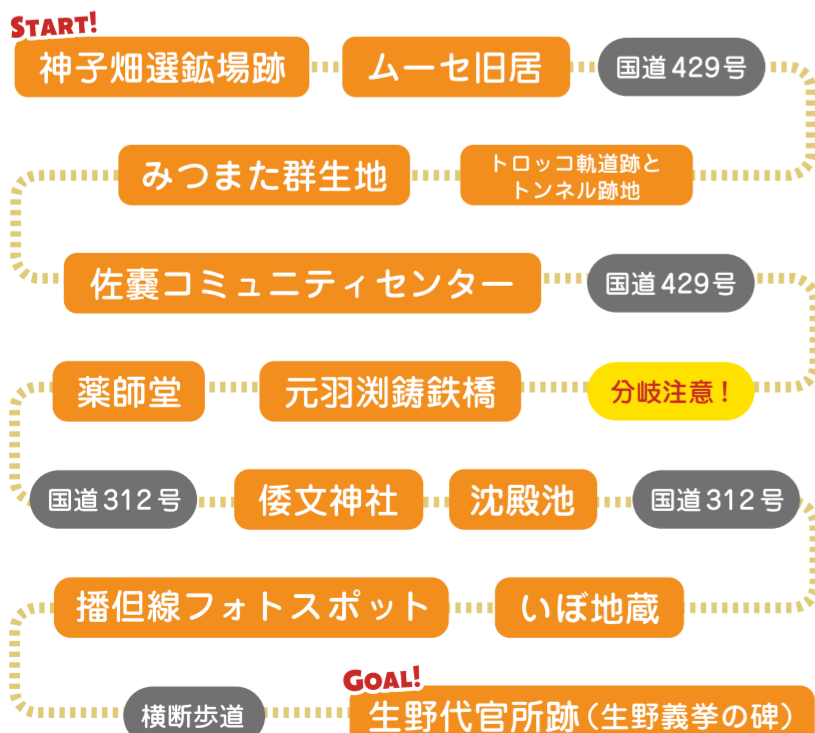 START!
神子畑選鉱場跡
ムーセ旧居
国道429号
トロッコ軌道跡と
トンネル跡地
みつまた群生地
佐嚢コミュニティセンター
国道429号
分岐注意！
元羽渕鋳鉄橋
薬師堂
国道312号
倭文神社
沈殿池
国道312号
いぼ地蔵
播但線フォトスポット
横断歩道
GOAL!
生野代官所跡（生野義挙の碑）